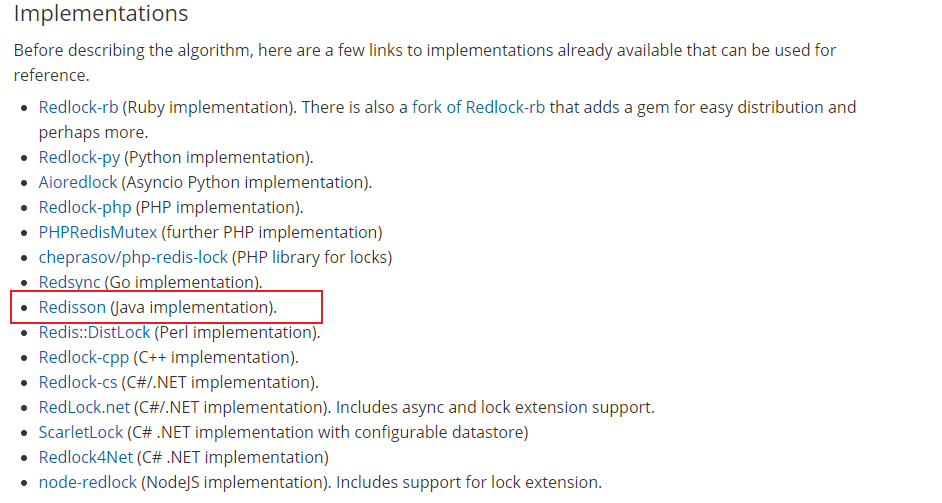 Implementations
Before describing the algorithm, here are a few links to implementations already available that can be used for
reference.
Redlock-rb (Ruby implementation). There is also a fork of Redlock-rb that adds a gem for easy distribution and
perhaps more.
Redlock-py (Python implementation).
Aioredlock (Asyncio Python implementation).
Redlock-php (PHP implementation).
PHPRedisMutex (further PHP implementation)
cheprasov/php-redis-lock (PHP library for locks)
Redsync (Go implementation).
Redisson (Java implementation).
Redis::DistLock (Perl implementation).
Redlock-cpp (C++ implementation).
Redlock-cs (C#/.NET implementation).
RedLock.net (C#/.NET implementation). Includes async and lock extension support.
ScarletLock (C# .NET implementation with configurable datastore)
Redlock4Net (C# .NET implementation)
node-redlock (NodeJS implementation). Includes support for lock extension.